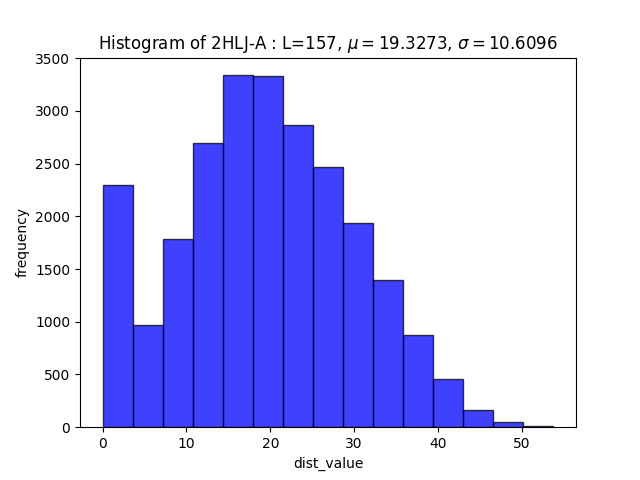 Histogram of 2HLJ-A : L=157, μ = 19.3273, σ = 10.6096
3500
3000
2500
2000
1500
1000
500
0
frequency
0 10 20 30 40 50
dist_value